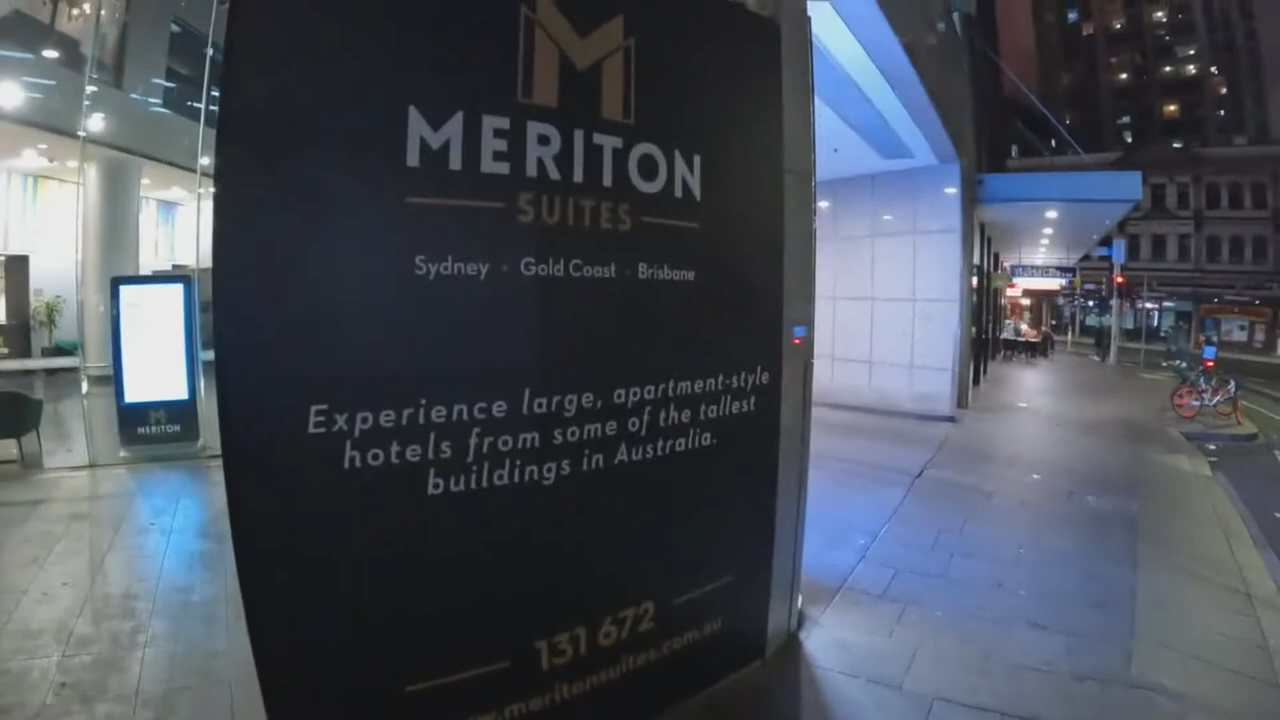 M
MERITON
SUITES
Sydney • Gold Coast • Brisbane
Experience large, apartment-style
hotels from some of the tallest
buildings in Australia.
131 672
www.meritonsuites.com.au
M
MERITON